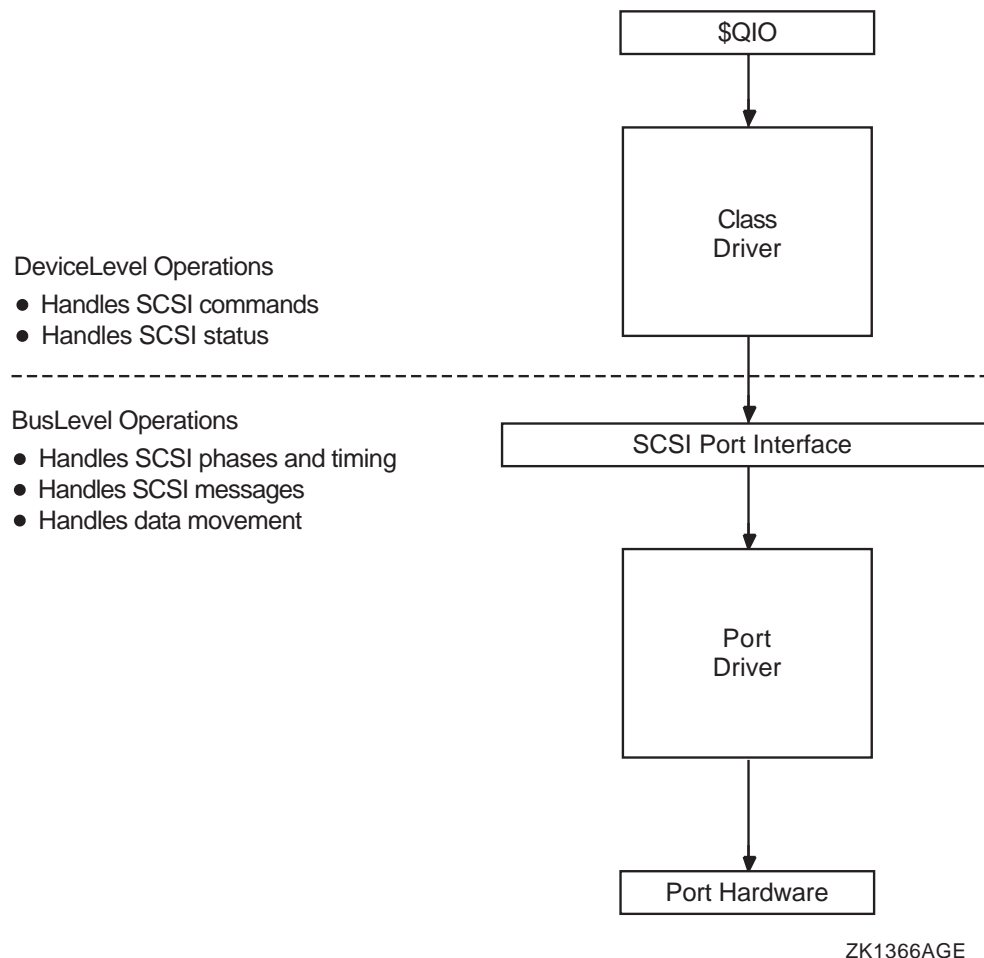 $QIO
Class
Driver
DeviceLevel Operations
● Handles SCSI commands
● Handles SCSI status
BusLevel Operations
● Handles SCSI phases and timing
● Handles SCSI messages
● Handles data movement
SCSI Port Interface
Port
Driver
Port Hardware
ZK1366AGE